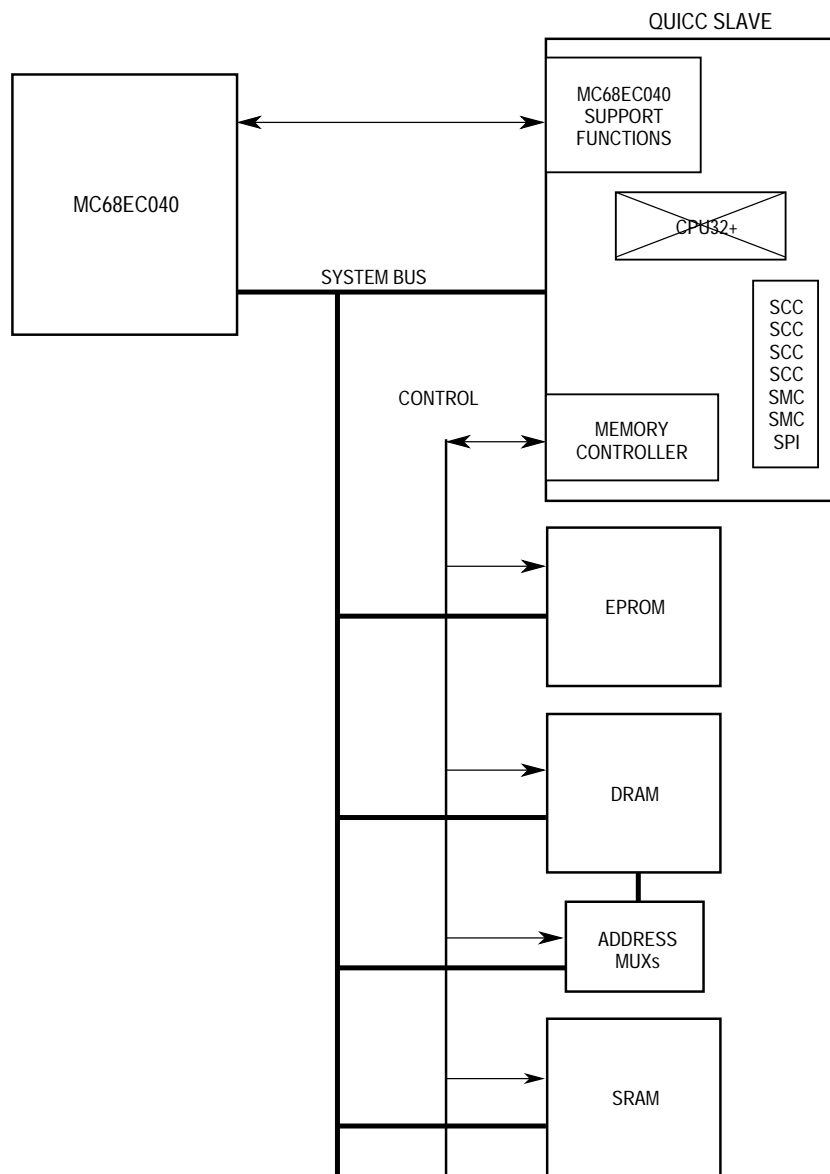 QUICC SLAVE
MC68EC040
SUPPORT
FUNCTIONS
MC68EC040
CPU32+
SYSTEM BUS
SCC
SCC
SCC
SCC
SMC
SMC
SPI
CONTROL
MEMORY
CONTROLLER
EPROM
DRAM
ADDRESS
MUXs
SRAM